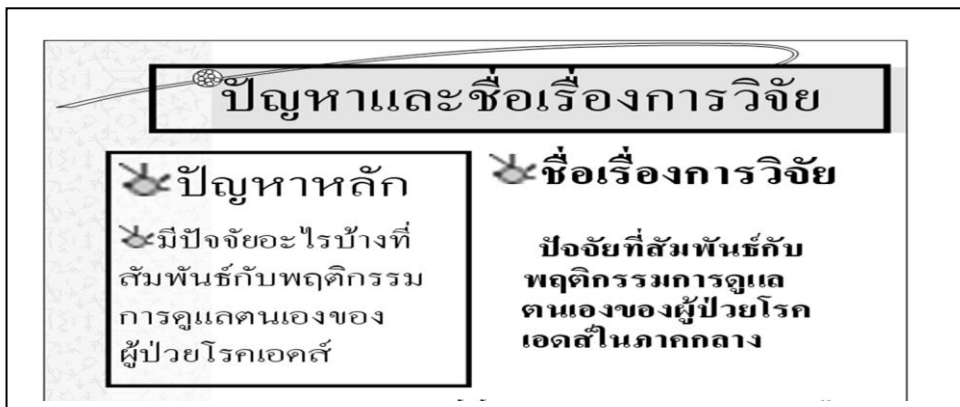 ปัญหาและชื่อเรื่องการวิจัย
ปัญหาหลัก
มีปัจจัยอะไรบ้างที่
สัมพันธ์กับพฤติกรรม
การดูแลตนเองของ
ผู้ป่วยโรคเอดส์
ชื่อเรื่องการวิจัย
ปัจจัยที่สัมพันธ์กับ
พฤติกรรมการดูแล
ตนเองของผู้ป่วยโรค
เอดส์ในภาคกลาง